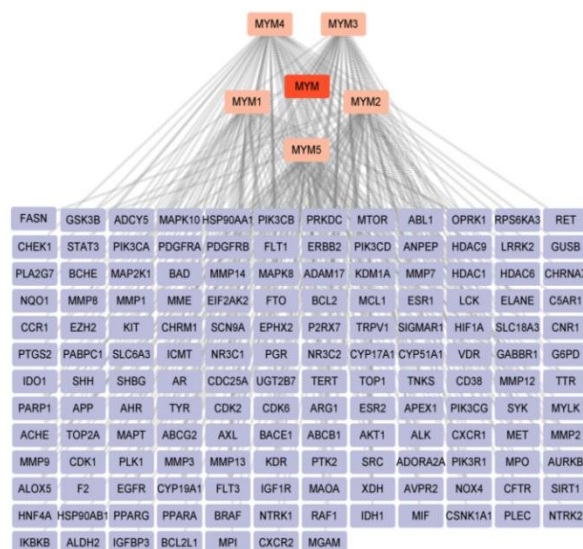 MYM4 MYM3
MYM
MYM1 MYM2
MYM5
FASN GSK3B ADCY5 MAPK10 HSP90AA1 PIK3CB PRKDC MTOR ABL1 OPRK1 RPS6KA3 RET
CHEK1 STAT3 PIK3CA PDGFRA PDGFRB FLT1 ERBB2 PIK3CD ANPEP HDAC9 LRRK2 GUSB
PLA2G7 BCHE MAP2K1 BAD MMP14 MAPK8 ADAM17 KDM1A MMP7 HDAC1 HDAC6 CHRNA7
NQO1 MMP8 MMP1 MME EIF2AK2 FTO BCL2 MCL1 ESR1 LCK ELANE C5AR1
CCR1 EZH2 KIT CHRM1 SCN9A EPHX2 P2RX7 TRPV1 SIGMAR1 HIF1A SLC18A3 CNR1
PTGS2 PABPC1 SLC6A3 ICMT NR3C1 PGR NR3C2 CYP17A1 CYP51A1 VDR GABBR1 G6PD
IDO1 SHH SHBG AR CDC25A UGT2B7 TERT TOP1 TNKS CD38 MMP12 TTR
PARP1 APP AHR TYR CDK2 CDK6 ARG1 ESR2 APEX1 PIK3CG SYK MYLK
ACHE TOP2A MAPT ABCG2 AXL BACE1 ABCB1 AKT1 ALK CXCR1 MET MMP2
MMP9 CDK1 PLK1 MMP3 MMP13 KDR PTK2 SRC ADORA2A PIK3R1 MPO AURKB
ALOX5 F2 EGFR CYP19A1 FLT3 IGF1R MAOA XDH AVPR2 NOX4 CFTR SIRT1
HNF4A HSP90AB1 PPARG PPARA BRAF NTRK1 RAF1 IDH1 MIF CSNK1A1 PLEC NTRK2
IKBKB ALDH2 IGFBP3 BCL2L1 MPI CXCR2 MGAM